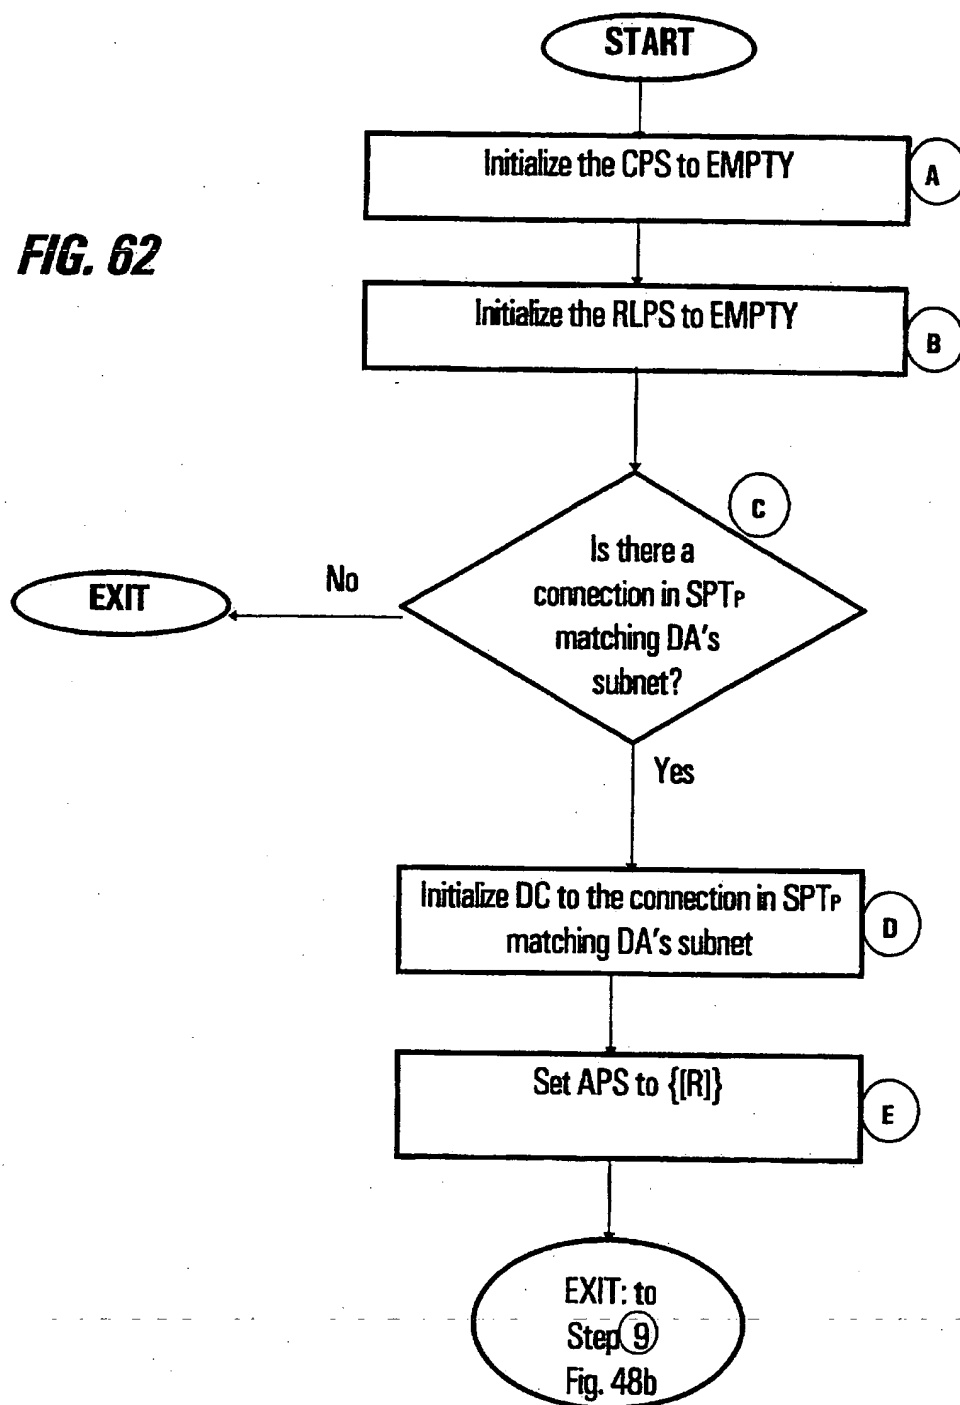 START
Initialize the CPS to EMPTY
A
FIG. 62
Initialize the RLPS to EMPTY
B
C
Is there a
connection in SPTP
matching DA's
subnet?
No
EXIT
Yes
Initialize DC to the connection in SPTP
matching DA's subnet
D
Set APS to {[R]}
E
EXIT: to
Step 9
Fig. 48b